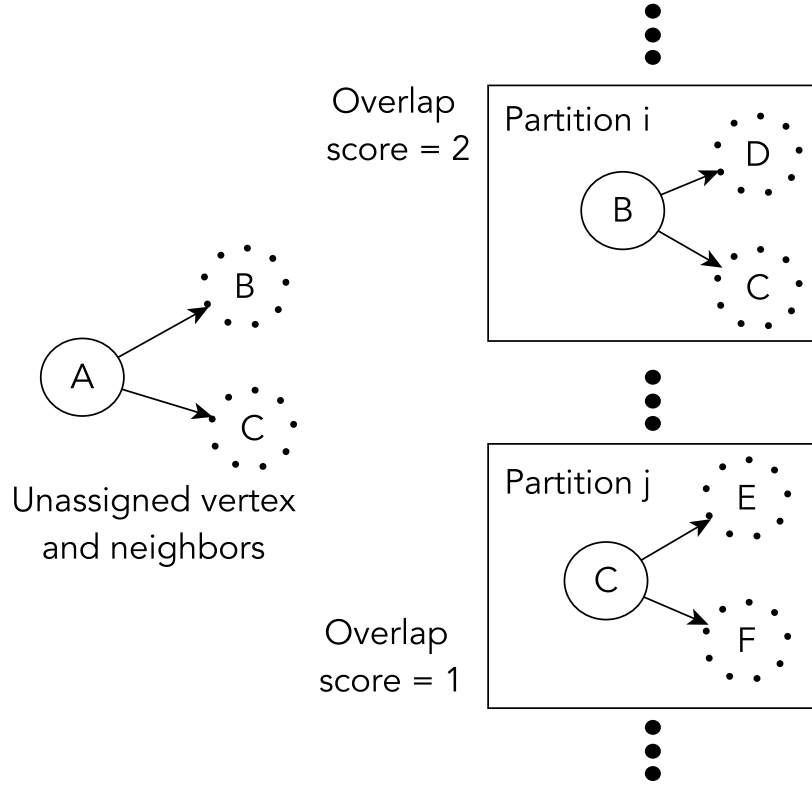 Overlap
score = 2
Partition i
D
B
C
B
A
C
Unassigned vertex
and neighbors
Partition j
E
C
F
Overlap
score = 1